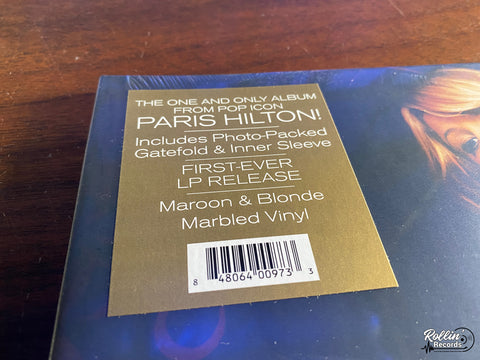 THE ONE AND ONLY ALBUM
FROM POP ICON
PARIS HILTON!
Includes Photo-Packed
Gatefold & Inner Sleeve
FIRST-EVER
LP RELEASE
Maroon & Blonde
Marbled Vinyl
8 48064 00973 3
Rollin'
Records